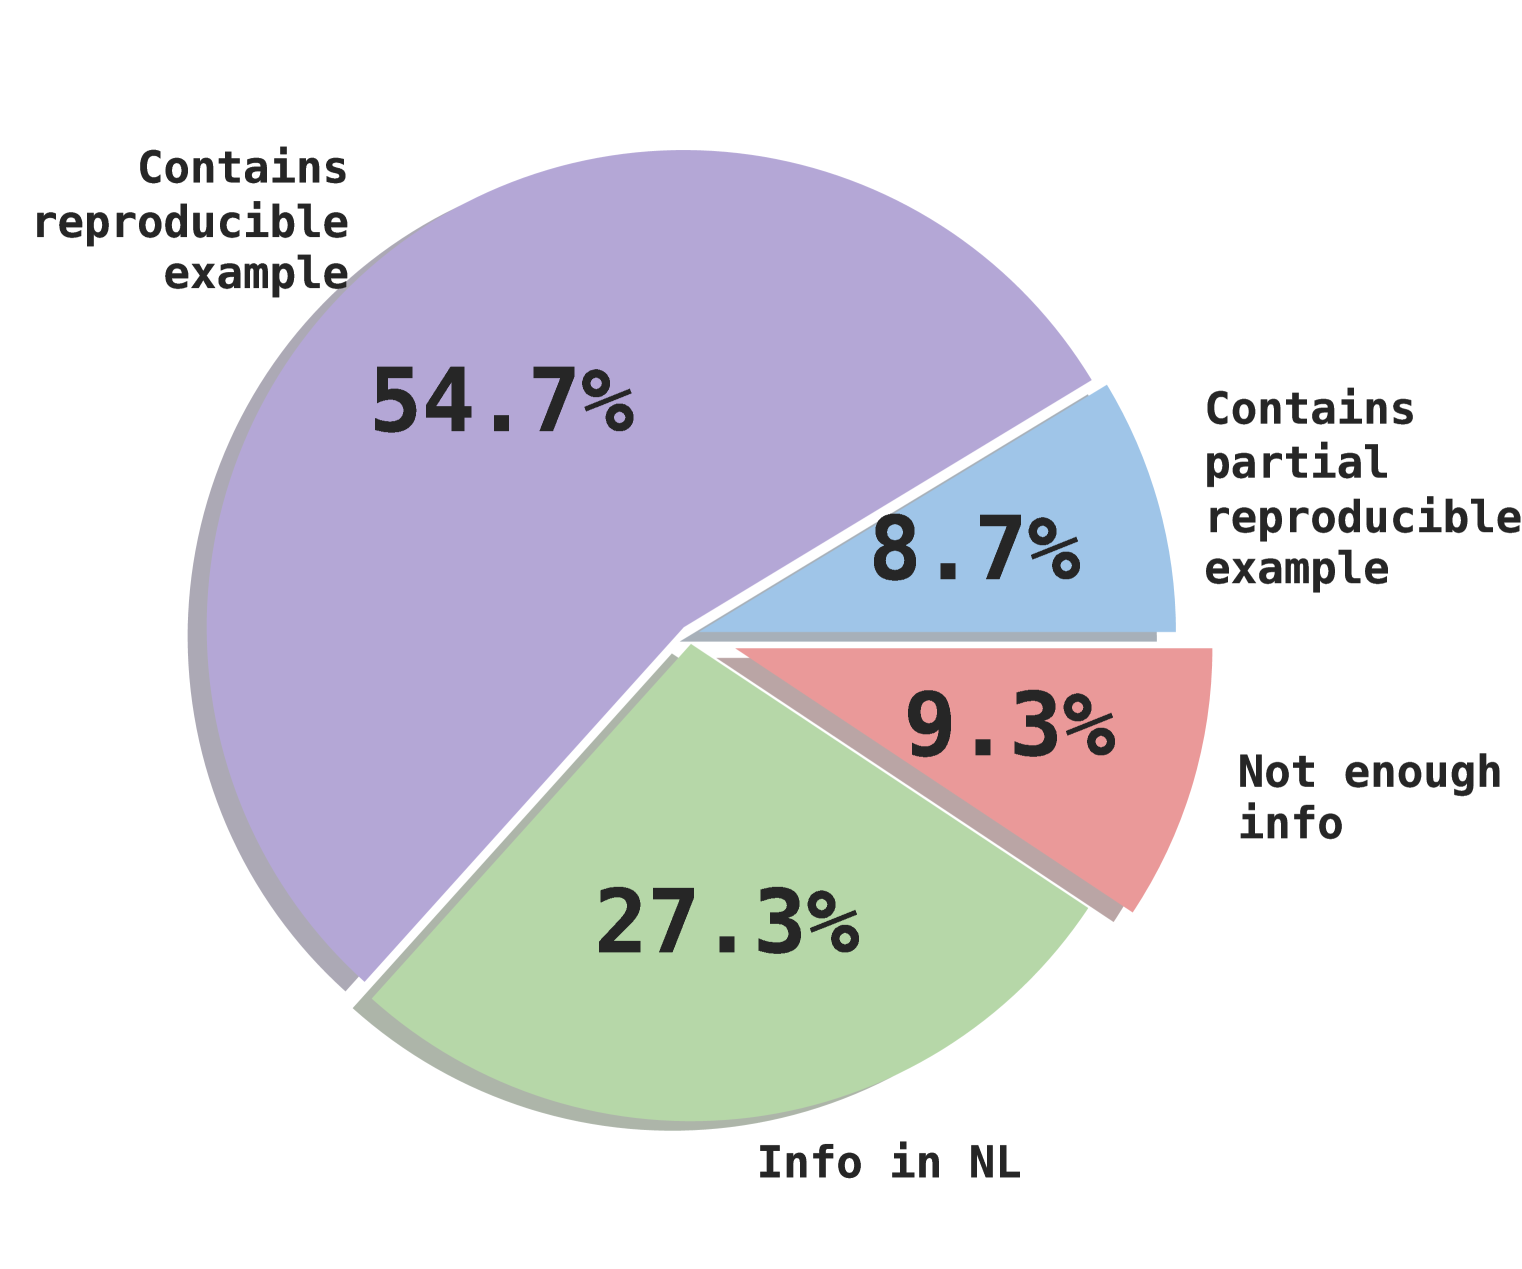 Contains
reproducible
example
54.7%
Contains
partial
reproducible
example
8.7%
9.3%
Not enough
info
27.3%
Info in NL